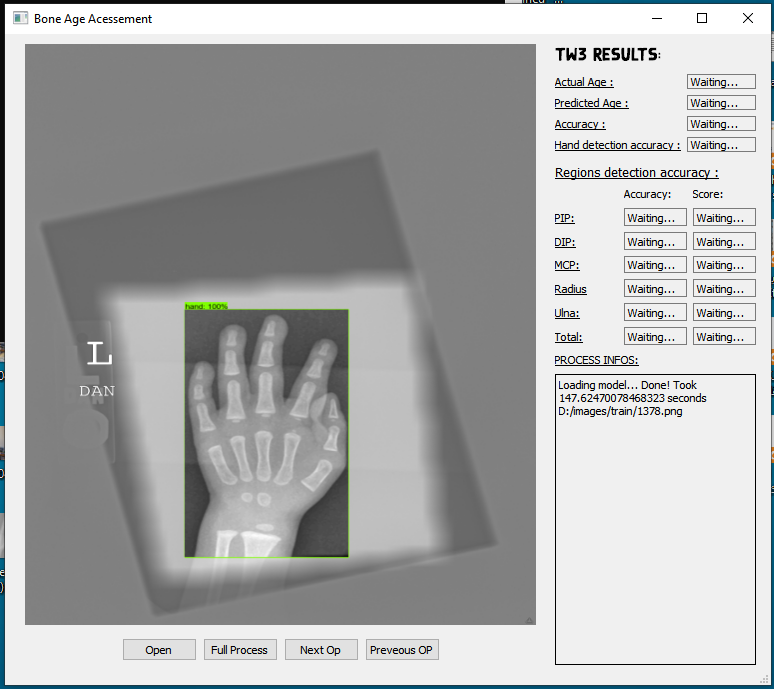 Bone Age Acessement
TW3 RESULTS:
Actual Age : Waiting...
Predicted Age : Waiting...
Accuracy : Waiting...
Hand detection accuracy : Waiting...
Regions detection accuracy :
Accuracy: Score:
PIP: Waiting... Waiting...
DIP: Waiting... Waiting...
MCP: Waiting... Waiting...
Radius Waiting... Waiting...
Ulna: Waiting... Waiting...
Total: Waiting... Waiting...
PROCESS INFOS:
Loading model... Done! Took
147.62470078468323 seconds
D:/images/train/1378.png
hand: 100%
L
DAN
Open Full Process Next Op Preveous OP